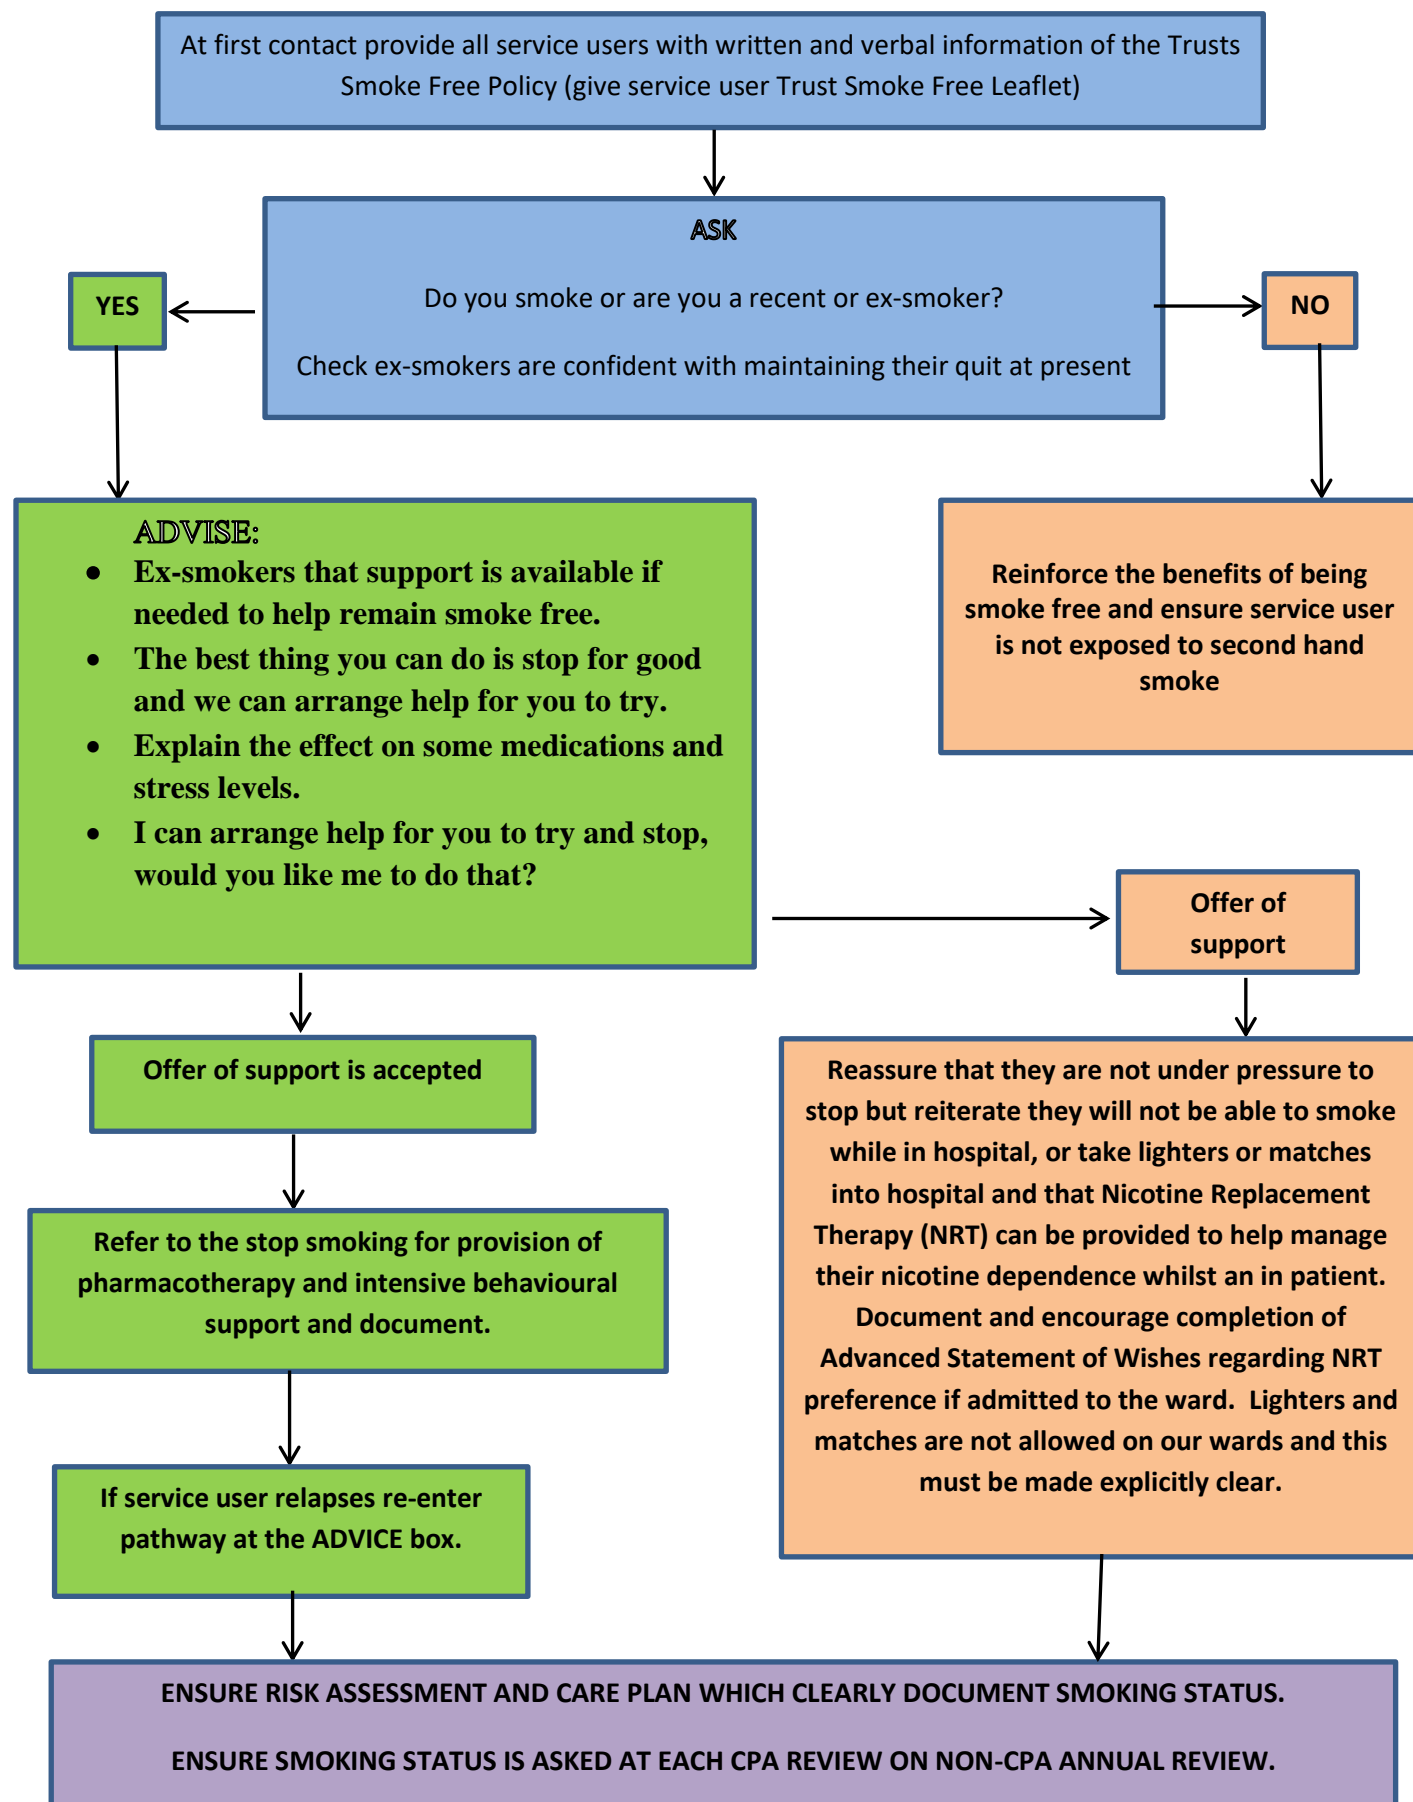 At first contact provide all service users with written and verbal information of the Trusts
Smoke Free Policy (give service user Trust Smoke Free Leaflet)
ASK
Do you smoke or are you a recent or ex-smoker?
Check ex-smokers are confident with maintaining their quit at present
YES
NO
ADVISE:
• Ex-smokers that support is available if
needed to help remain smoke free.
• The best thing you can do is stop for good
and we can arrange help for you to try.
• Explain the effect on some medications and
stress levels.
• I can arrange help for you to try and stop,
would you like me to do that?
Reinforce the benefits of being
smoke free and ensure service user
is not exposed to second hand
smoke
Offer of
support
Offer of support is accepted
Refer to the stop smoking for provision of
pharmacotherapy and intensive behavioural
support and document.
If service user relapses re-enter
pathway at the ADVICE box.
Reassure that they are not under pressure to
stop but reiterate they will not be able to smoke
while in hospital, or take lighters or matches
into hospital and that Nicotine Replacement
Therapy (NRT) can be provided to help manage
their nicotine dependence whilst an in patient.
Document and encourage completion of
Advanced Statement of Wishes regarding NRT
preference if admitted to the ward.  Lighters and
matches are not allowed on our wards and this
must be made explicitly clear.
ENSURE RISK ASSESSMENT AND CARE PLAN WHICH CLEARLY DOCUMENT SMOKING STATUS.
ENSURE SMOKING STATUS IS ASKED AT EACH CPA REVIEW ON NON-CPA ANNUAL REVIEW.